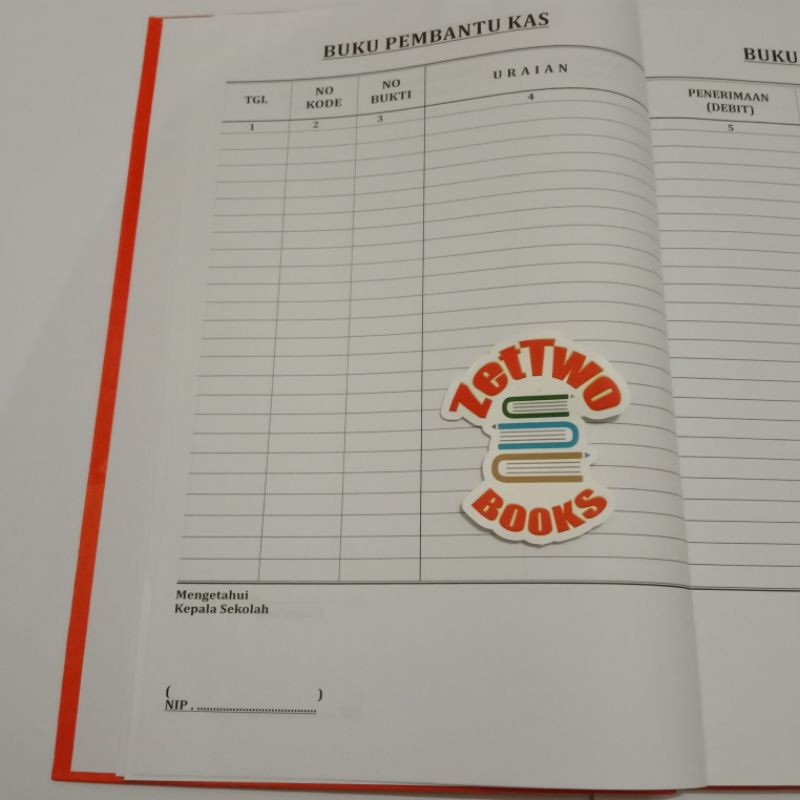 BUKU PEMBANTU KAS
TGL
NO
KODE
NO
BUKTI
URAIAN
1
2
3
4
BUKU
PENERIMAAN
(DEBIT)
5
ZetTwo
BOOKS
Mengetahui
Kepala Sekolah
( )
NIP . ......................................